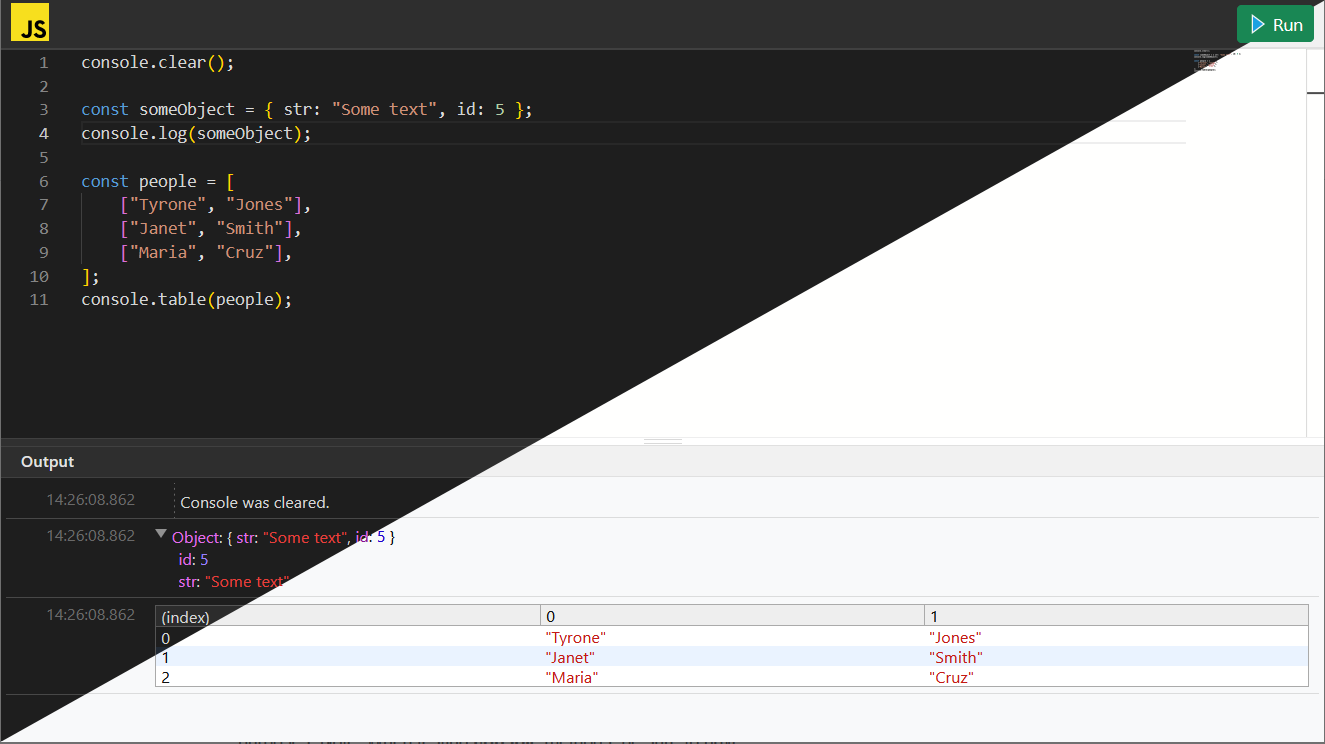 JS
Run
1 console.clear();
2
3 const someObject = { str: "Some text", id: 5 };
4 console.log(someObject);
5
6 const people = [
7 ["Tyrone", "Jones"],
8 ["Janet", "Smith"],
9 ["Maria", "Cruz"],
10 ];
11 console.table(people);
Output
14:26:08.862 Console was cleared.
14:26:08.862 Object: { str: "Some text", id: 5 }
id: 5
str: "Some text"
14:26:08.862 (index) 0 1
0 "Tyrone" "Jones"
1 "Janet" "Smith"
2 "Maria" "Cruz"